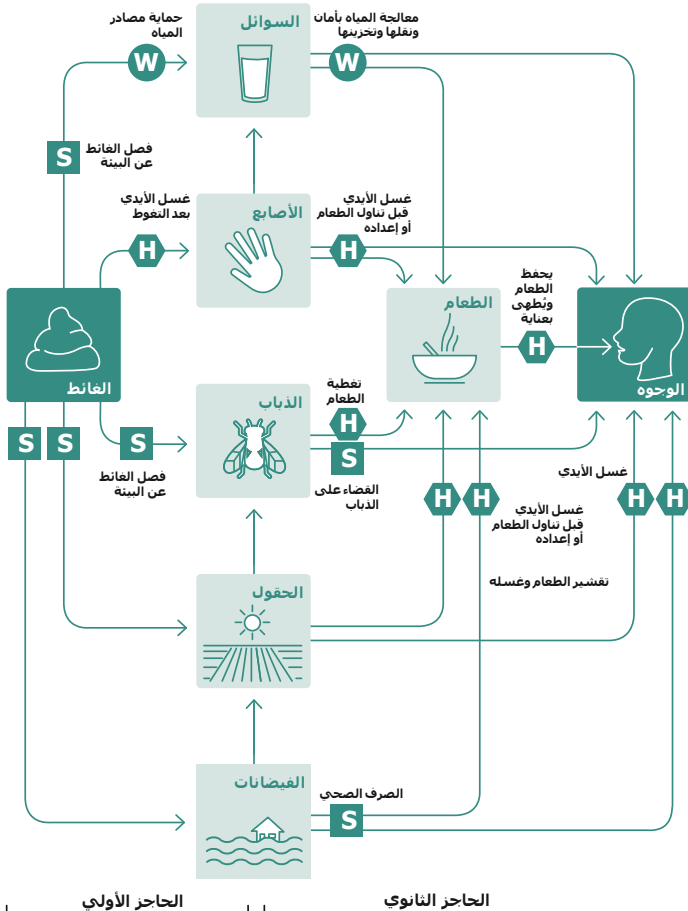 حماية مصادر
المياه
W
السوائل
معالجة المياه بأمان
ونقلها وتخزينها
W
فصل الغائط
عن البيئة
S
غسل الأيدي
بعد التغوط
H
الأصابع
غسل الأيدي
قبل تناول الطعام
أو إعداده
H
يحفظ
الطعام
ويُطهى
بعناية
H
الطعام
الوجوه
الغائط
S
S
S
فصل الغائط
عن البيئة
الذباب
تغطية
الطعام
H
S
القضاء على
الذباب
H
H
غسل الأيدي
قبل تناول الطعام
أو إعداده
تقشير الطعام وغسله
غسل الأيدي
H
H
الحقول
الفيضانات
الصرف الصحي
S
الحاجز الأولي
الحاجز الثانوي